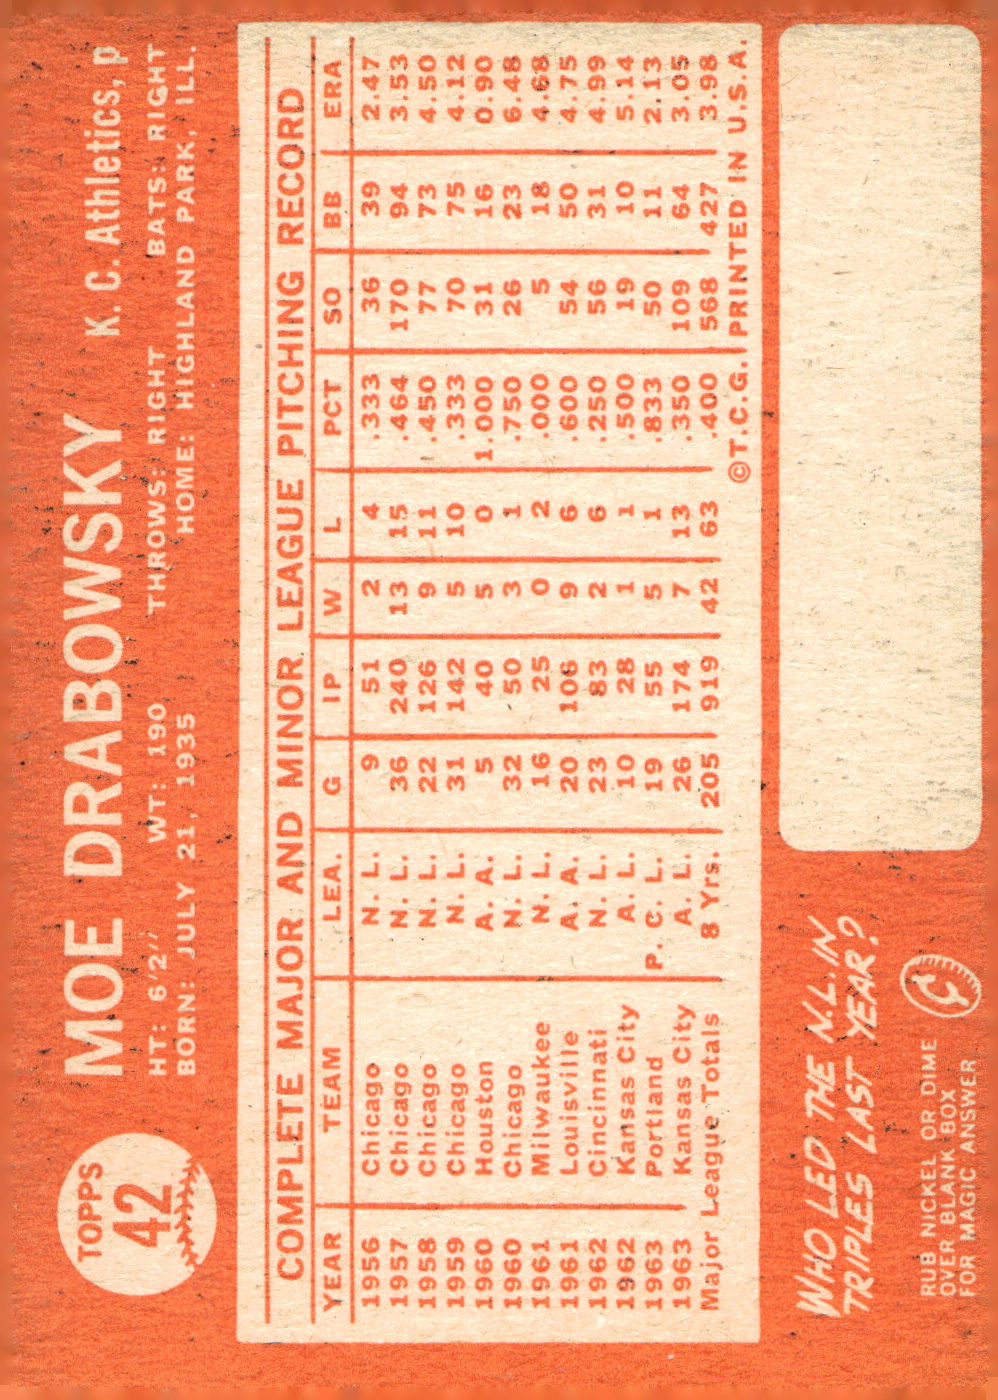 TOPPS
42
MOE DRABOWSKY K. C. Athletics, p
HT: 6'2" WT: 190 THROWS: RIGHT BATS: RIGHT
BORN: JULY 21, 1935 HOME: HIGHLAND PARK, ILL.
COMPLETE MAJOR AND MINOR LEAGUE PITCHING RECORD
YEAR TEAM LEA. G IP W L PCT SO BB ERA
1956 Chicago N. L. 9 51 2 4 .333 36 39 2.47
1957 Chicago N. L. 36 240 13 15 .464 170 94 3.53
1958 Chicago N. L. 22 126 9 11 .450 77 73 4.50
1959 Chicago N. L. 31 142 5 10 .333 70 75 4.12
1960 Houston A. A. 5 40 5 0 1.000 31 16 0.90
1960 Chicago N. L. 32 50 3 1 .750 26 23 6.48
1961 Milwaukee N. L. 16 25 0 2 .000 5 18 4.68
1961 Louisville A. A. 20 106 9 6 .600 54 50 4.75
1962 Cincinnati N. L. 23 83 2 6 .250 56 31 4.99
1962 Kansas City A. L. 10 28 1 1 .500 19 10 5.14
1963 Portland P. C. L. 19 55 5 1 .833 50 11 2.13
1963 Kansas City A. L. 26 174 7 13 .350 109 64 3.05
Major League Totals 8 Yrs. 205 919 42 63 .400 568 427 3.98
©T.C.G. PRINTED IN U.S.A.
WHO LED THE N.L. IN
TRIPLES LAST YEAR?
RUB NICKEL OR DIME
OVER BLANK BOX
FOR MAGIC ANSWER